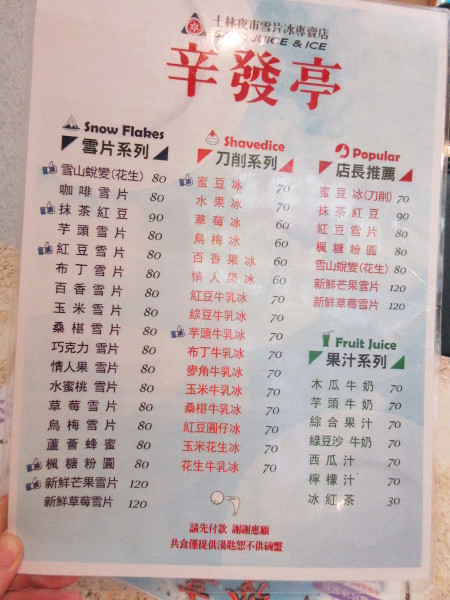 士林夜市雪片冰專賣店
JUICE & ICE
辛發亭
Snow Flakes
雪片系列
雪山蛻變(花生) 80
咖啡雪片 80
抹茶紅豆 90
芋頭雪片 80
紅豆雪片 80
布丁雪片 80
百香雪片 80
玉米雪片 80
桑椹雪片 80
巧克力雪片 80
情人果雪片 80
水蜜桃雪片 80
草莓雪片 80
烏梅雪片 80
蘆薈蜂蜜 80
楓糖粉圓 80
新鮮芒果雪片 120
新鮮草莓雪片 120
Shavedice
刀削系列
蜜豆冰 70
水果冰 70
草莓冰 60
烏梅冰 60
百香果冰 60
情人果冰 60
紅豆牛乳冰 70
綠豆牛乳冰 70
芋頭牛乳冰 70
布丁牛乳冰 70
麥角牛乳冰 70
玉米牛乳冰 70
桑椹牛乳冰 70
紅豆圓仔冰 70
玉米花生冰 70
花生牛乳冰 70
Popular
店長推薦
蜜豆冰(刀削) 70
抹茶紅豆 90
紅豆雪片 80
楓糖粉圓 80
雪山蛻變(花生) 80
新鮮芒果雪片 120
新鮮草莓雪片 120
Fruit Juice
果汁系列
木瓜牛奶 70
芋頭牛奶 70
綜合果汁 70
綠豆沙牛奶 70
西瓜汁 70
檸檬汁 70
冰紅茶 30
請先付款 謝謝惠顧
共食僅提供湯匙恕不供碗盤